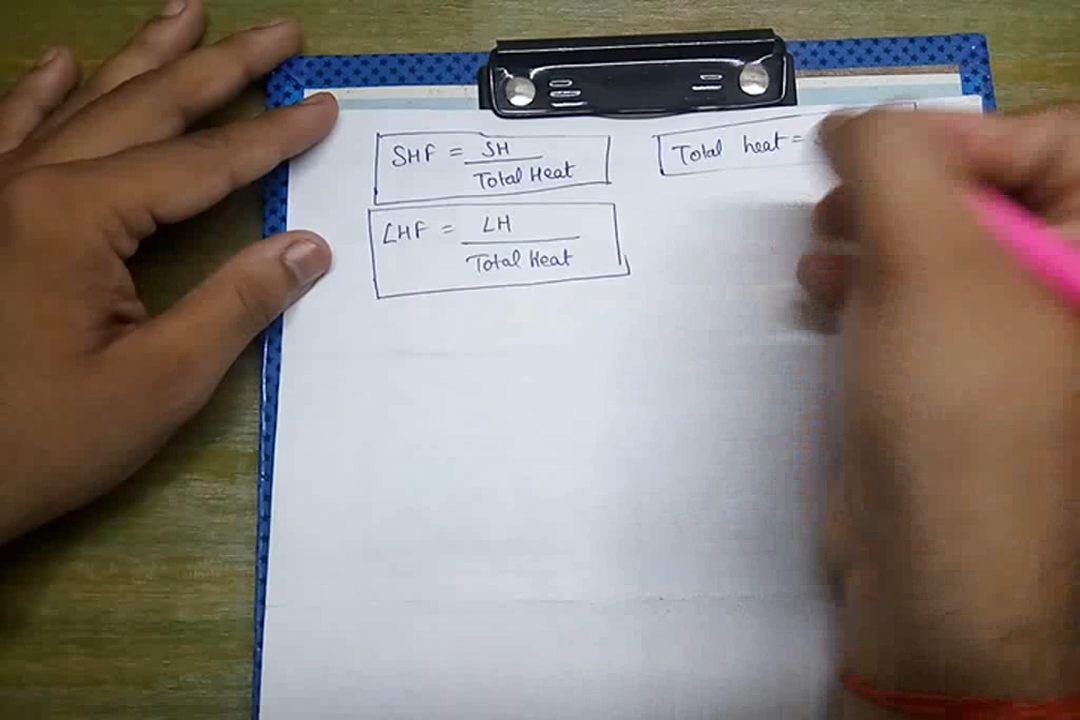 SHF = SH / Total Heat
Total heat =
LHF = LH / Total Heat